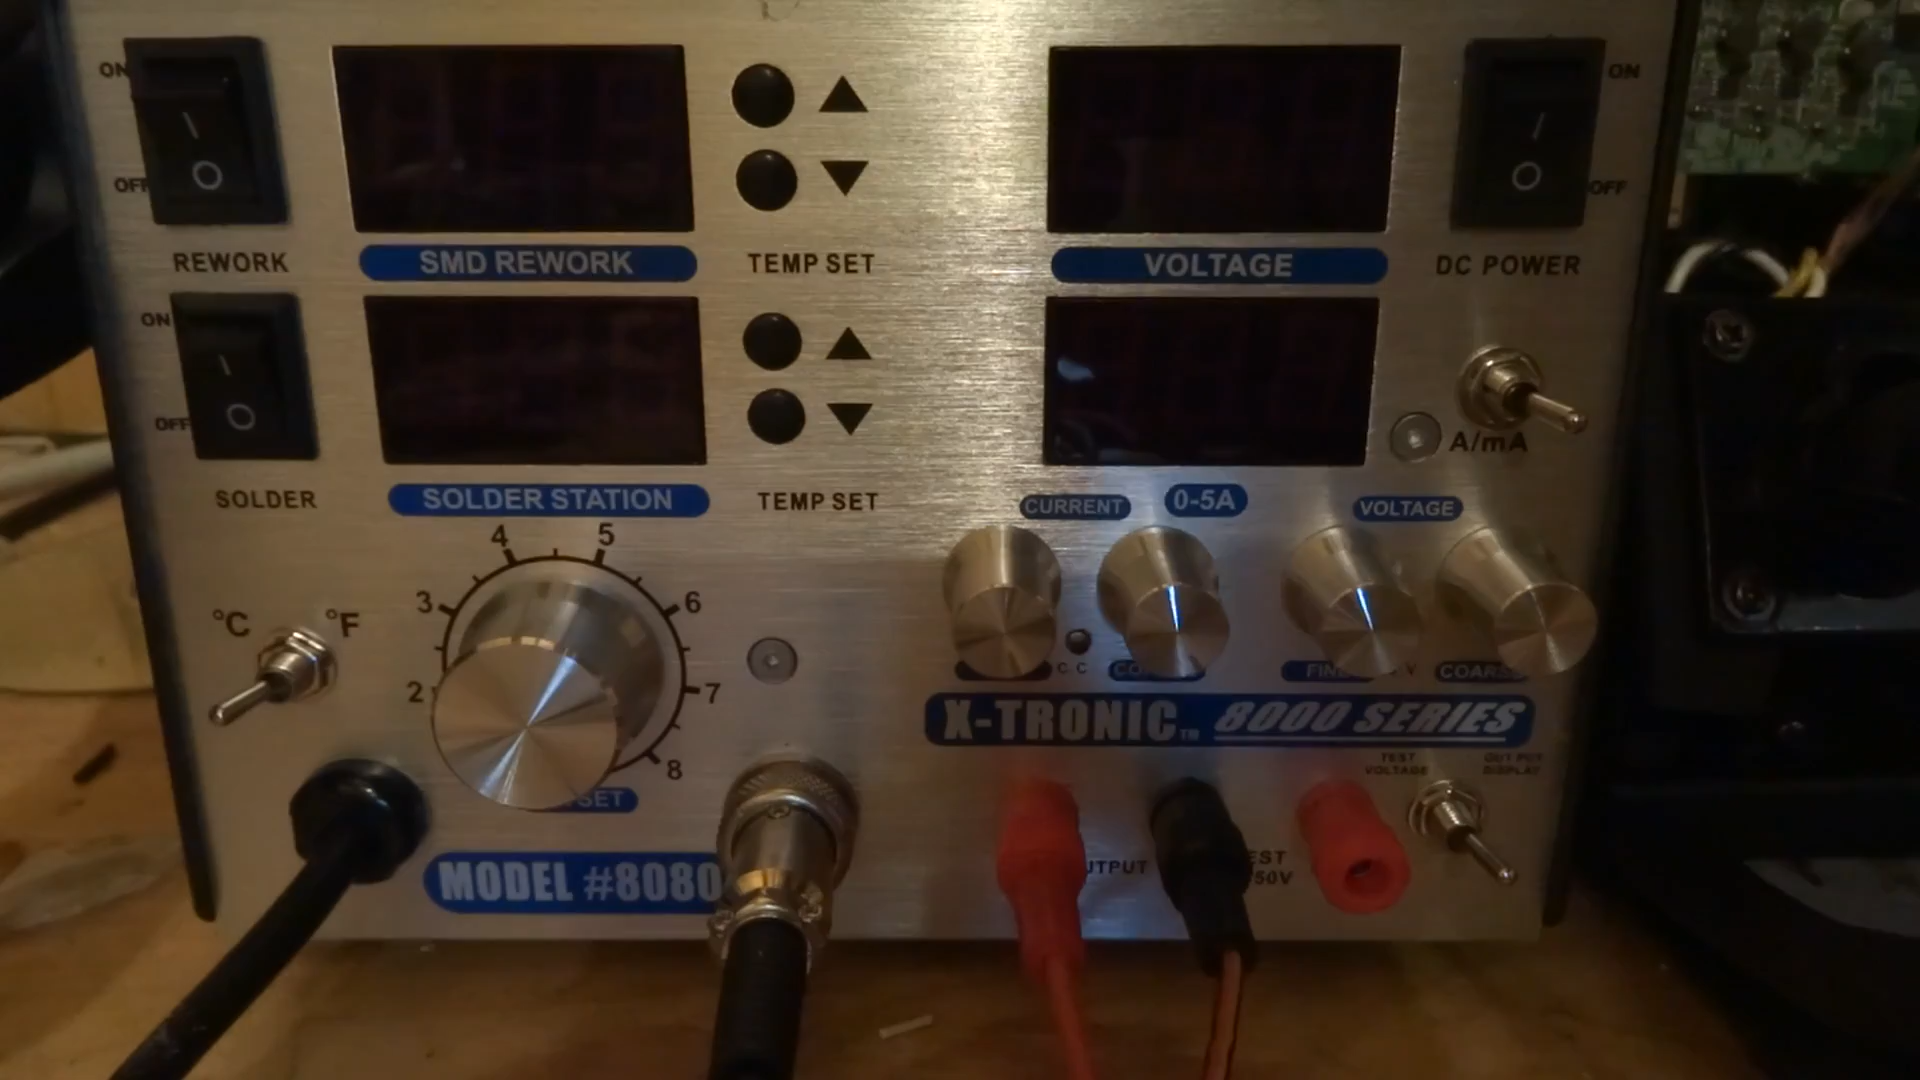 ON
OFF
REWORK
SMD REWORK
TEMP SET
VOLTAGE
ON
OFF
DC POWER
ON
OFF
SOLDER
SOLDER STATION
TEMP SET
A/mA
CURRENT
0-5A
VOLTAGE
°C
°F
2
3
4
5
6
7
8
C C
V
X-TRONIC™ 8000 SERIES
TEST
VOLTAGE
OUT PUT
DISPLAY
MODEL #8080